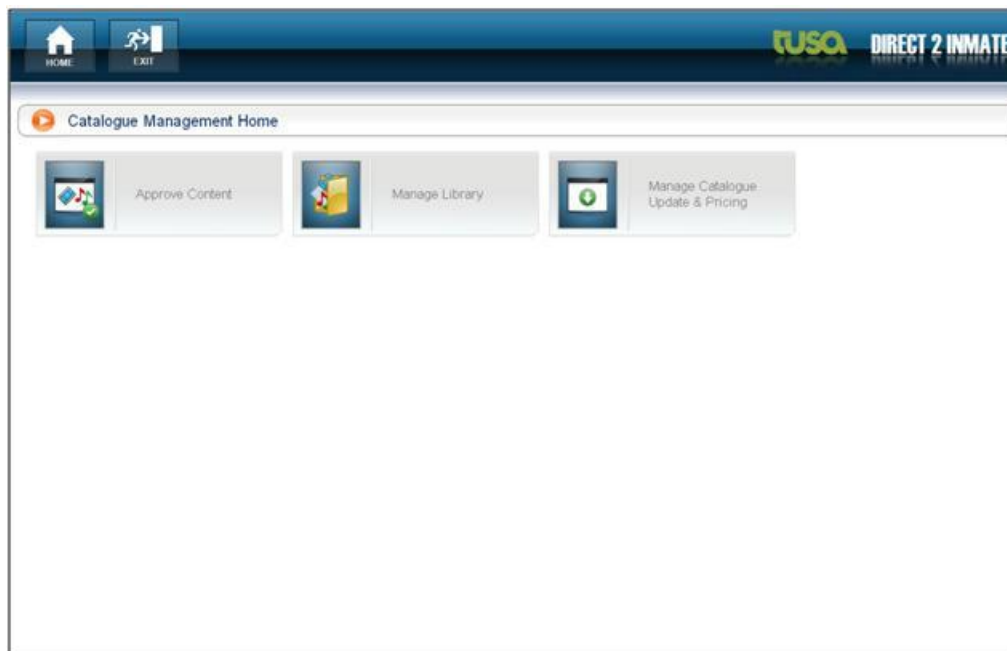 HOME
EXIT
tusa
DIRECT 2 INMATE
Catalogue Management Home
Approve Content
Manage Library
Manage Catalogue
Update & Pricing